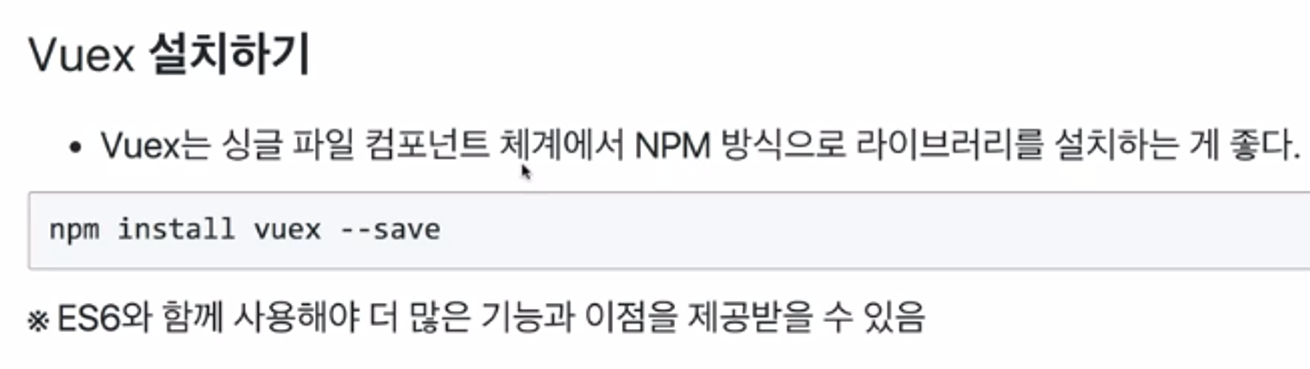 Vuex 설치하기
• Vuex는 싱글 파일 컴포넌트 체계에서 NPM 방식으로 라이브러리를 설치하는 게 좋다.
npm install vuex --save
※ ES6와 함께 사용해야 더 많은 기능과 이점을 제공받을 수 있음